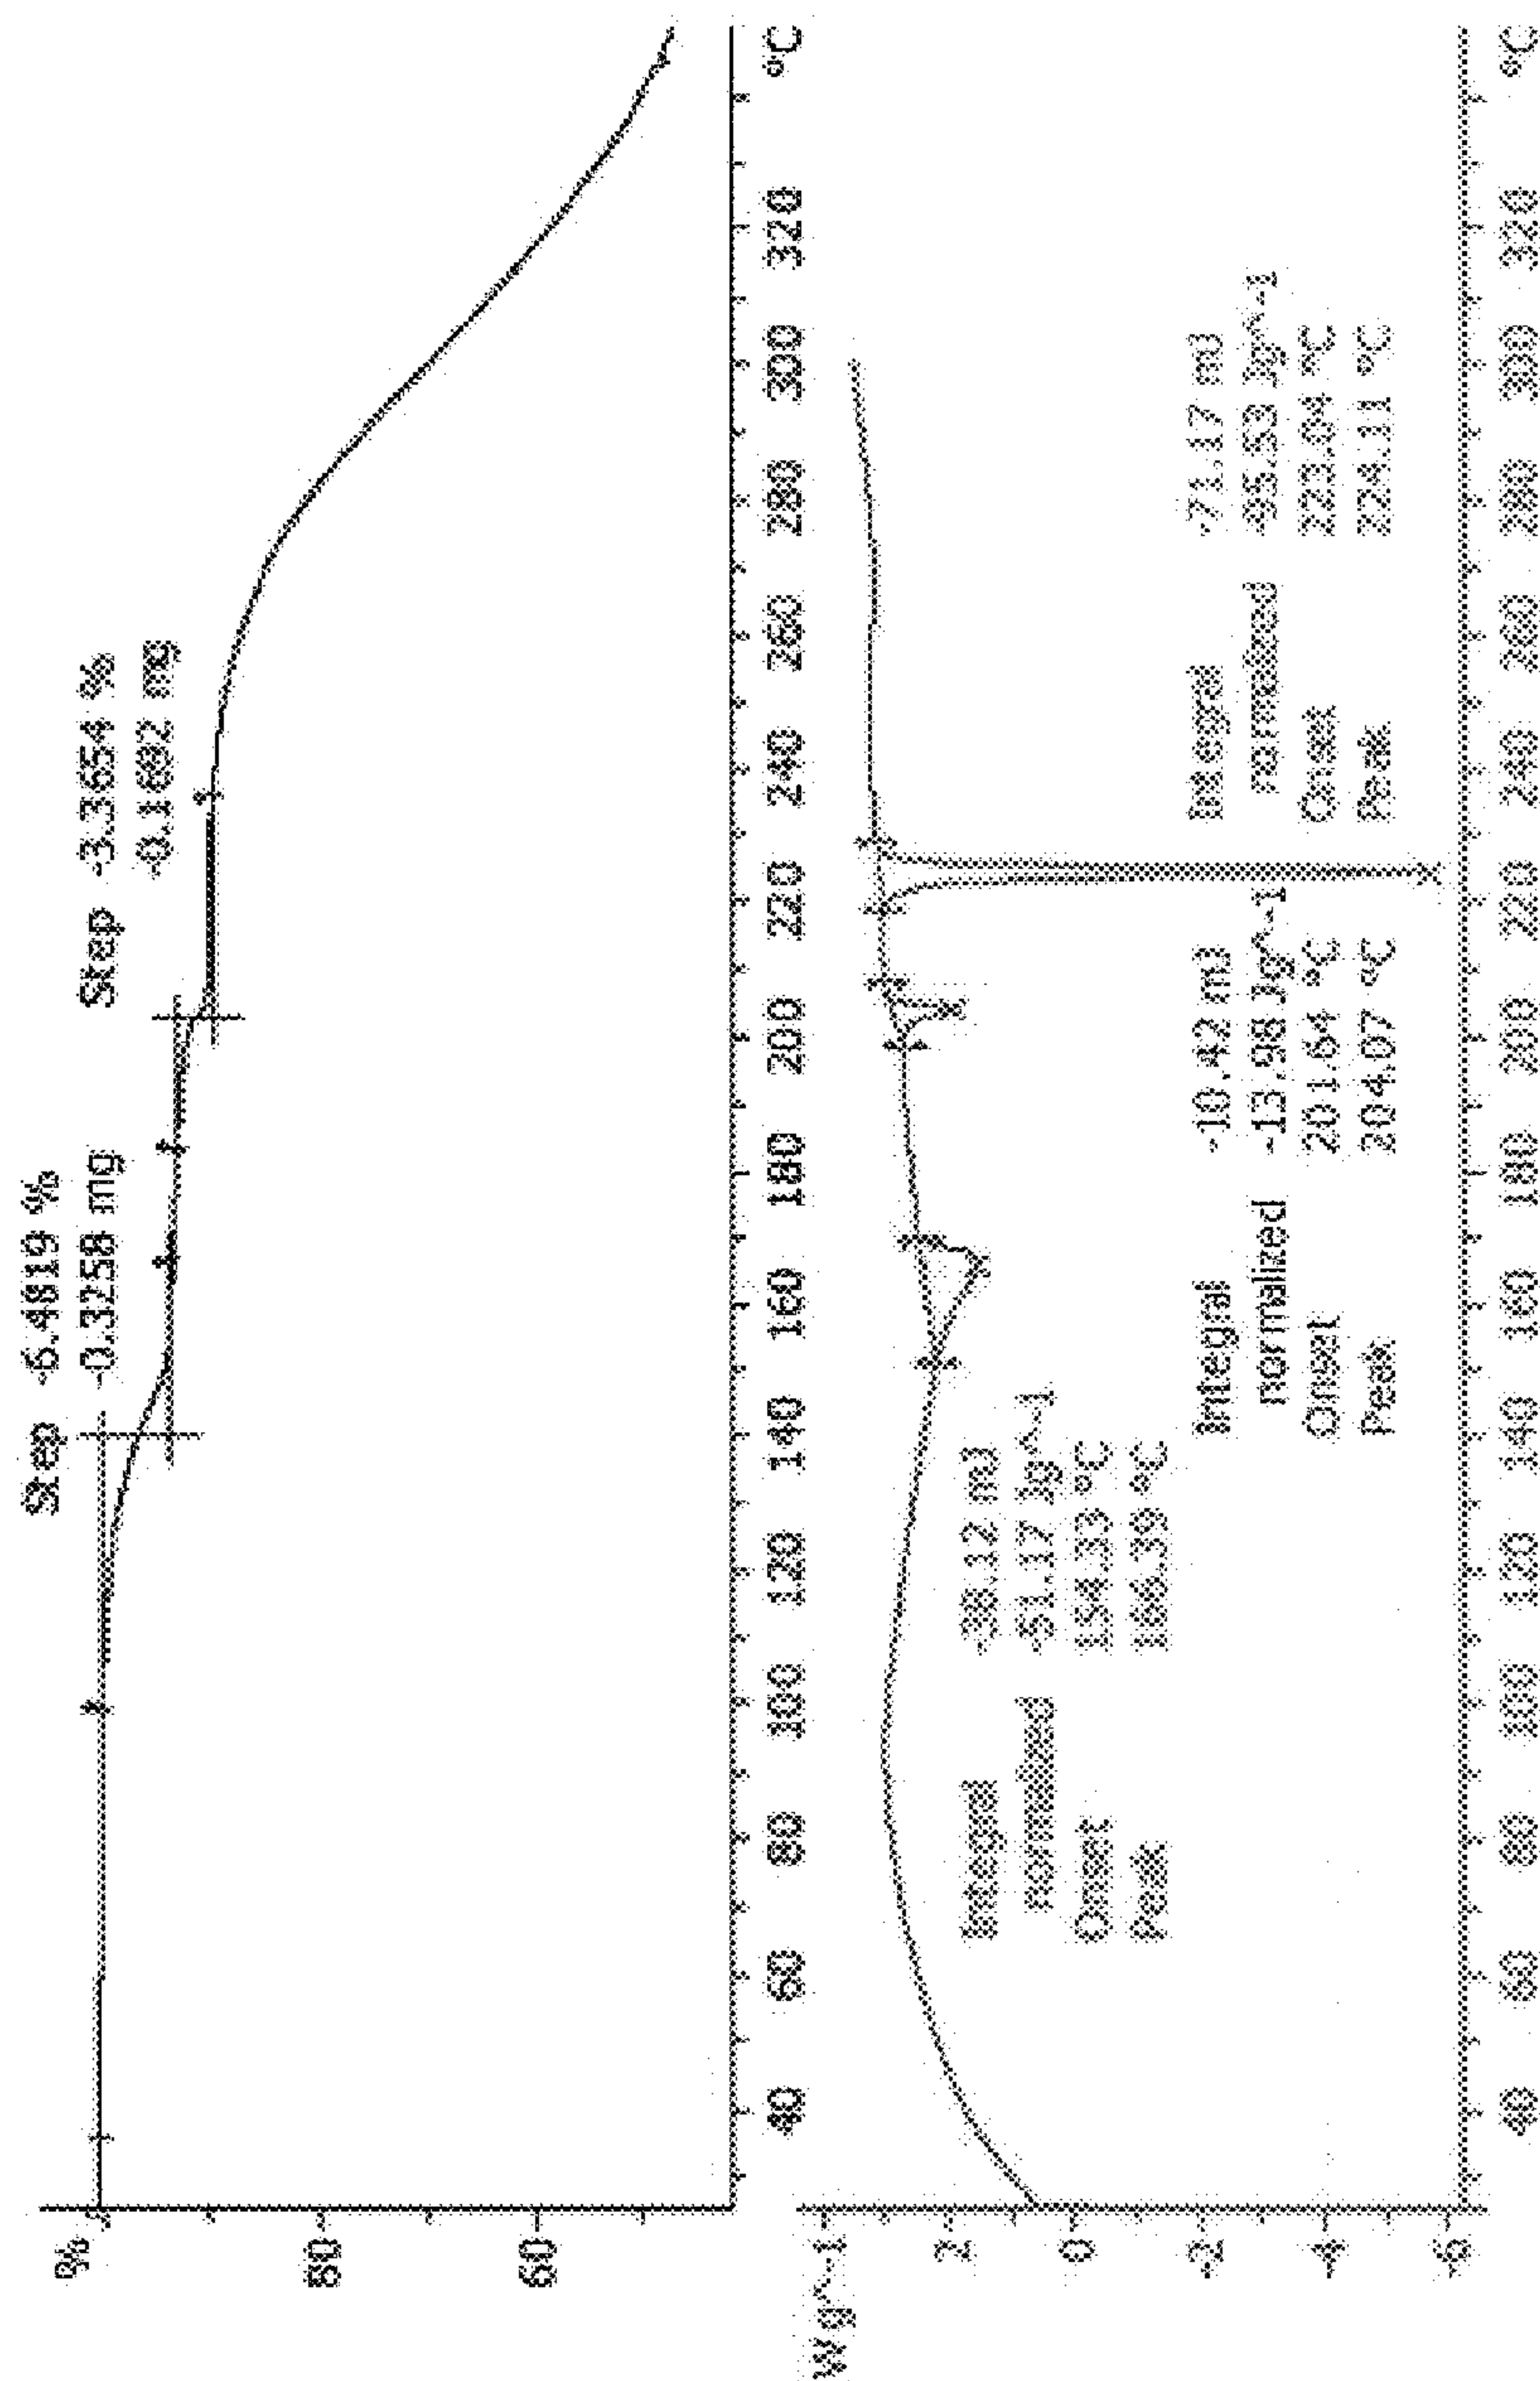 Step -6.4819 %
-0.3258 mg
Step -3.3654 %
-0.1692 mg
%
80
60
40 60 80 100 120 140 160 180 200 220 240 260 280 300 320 °C
Wg^-1
2
0
-2
-4
-6
Integral -38.12 mJ
normalized -51.17 Jg^-1
Onset 154.33 °C
Peak
Integral -10.42 mJ
normalized -13.98 Jg^-1
Onset 201.64 °C
Peak 204.07 °C
Integral -71.17 mJ
normalized -95.53 Jg^-1
Onset 223.04 °C
Peak 224.11 °C
40 60 80 100 120 140 160 180 200 220 240 260 280 300 320 °C